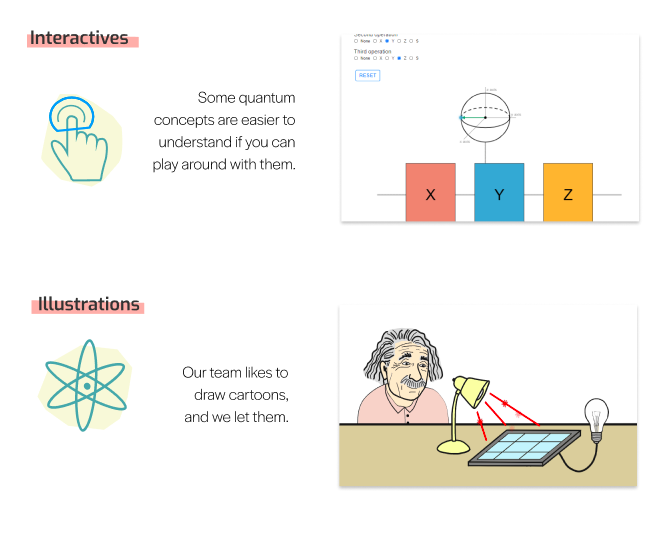 Interactives
Some quantum
concepts are easier to
understand if you can
play around with them.
operation
None X Y Z S
Third operation
None X Y Z S
RESET
X Y Z
Illustrations
Our team likes to
draw cartoons,
and we let them.